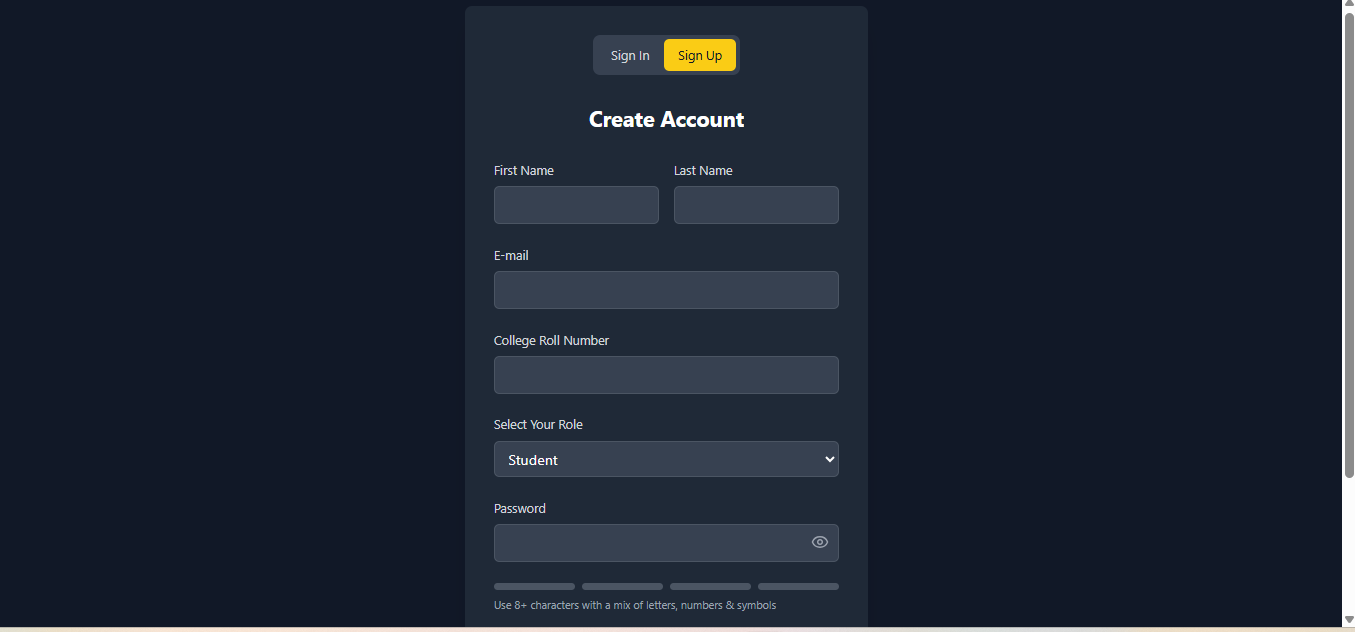 Sign In Sign Up
Create Account
First Name Last Name
E-mail
College Roll Number
Select Your Role
Student
Password
Use 8+ characters with a mix of letters, numbers & symbols